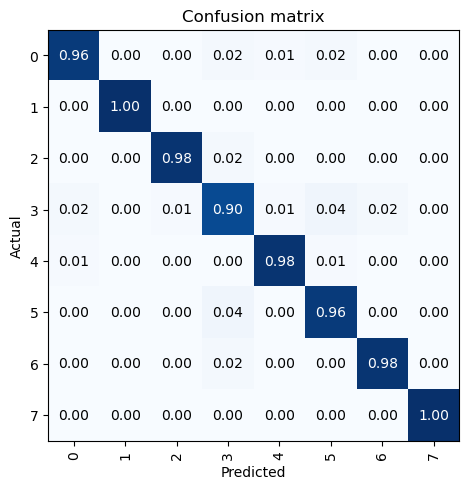 Confusion matrix
0 0.96 0.00 0.00 0.02 0.01 0.02 0.00 0.00
1 0.00 1.00 0.00 0.00 0.00 0.00 0.00 0.00
2 0.00 0.00 0.98 0.02 0.00 0.00 0.00 0.00
3 0.02 0.00 0.01 0.90 0.01 0.04 0.02 0.00
4 0.01 0.00 0.00 0.00 0.98 0.01 0.00 0.00
5 0.00 0.00 0.00 0.04 0.00 0.96 0.00 0.00
6 0.00 0.00 0.00 0.02 0.00 0.00 0.98 0.00
7 0.00 0.00 0.00 0.00 0.00 0.00 0.00 1.00
Actual
0 1 2 3 4 5 6 7
Predicted